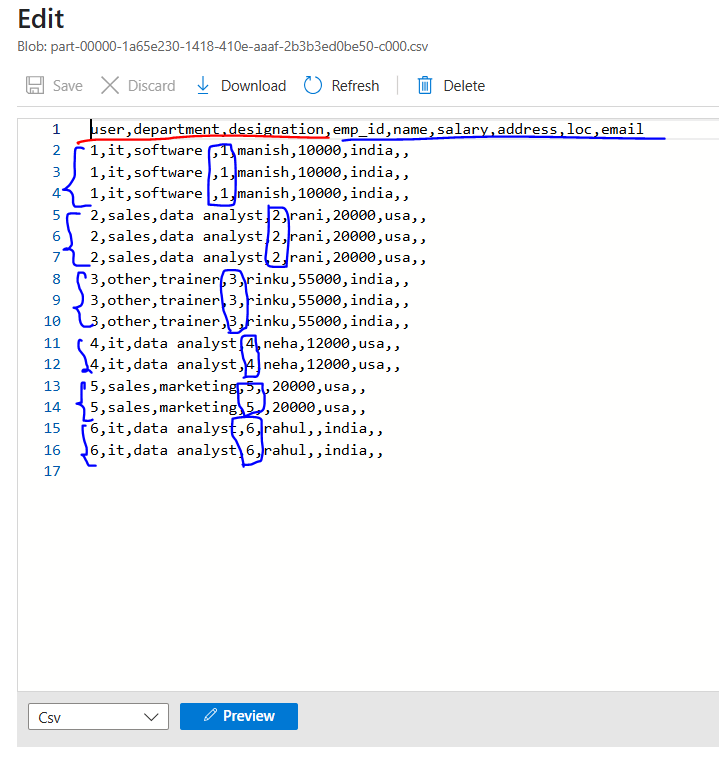 Edit
Blob: part-00000-1a65e230-1418-410e-aaaf-2b3b3ed0be50-c000.csv
Save Discard Download Refresh Delete
1 user,department,designation,emp_id,name,salary,address,loc,email
2 1,it,software ,1,manish,10000,india,,
3 1,it,software ,1,manish,10000,india,,
4 1,it,software ,1,manish,10000,india,,
5 2,sales,data analyst,2,rani,20000,usa,,
6 2,sales,data analyst,2,rani,20000,usa,,
7 2,sales,data analyst,2,rani,20000,usa,,
8 3,other,trainer,3,rinku,55000,india,,
9 3,other,trainer,3,rinku,55000,india,,
10 3,other,trainer,3,rinku,55000,india,,
11 4,it,data analyst,4,neha,12000,usa,,
12 4,it,data analyst,4,neha,12000,usa,,
13 5,sales,marketing,5,,20000,usa,,
14 5,sales,marketing,5,,20000,usa,,
15 6,it,data analyst,6,rahul,,india,,
16 6,it,data analyst,6,rahul,,india,,
17
Csv Preview